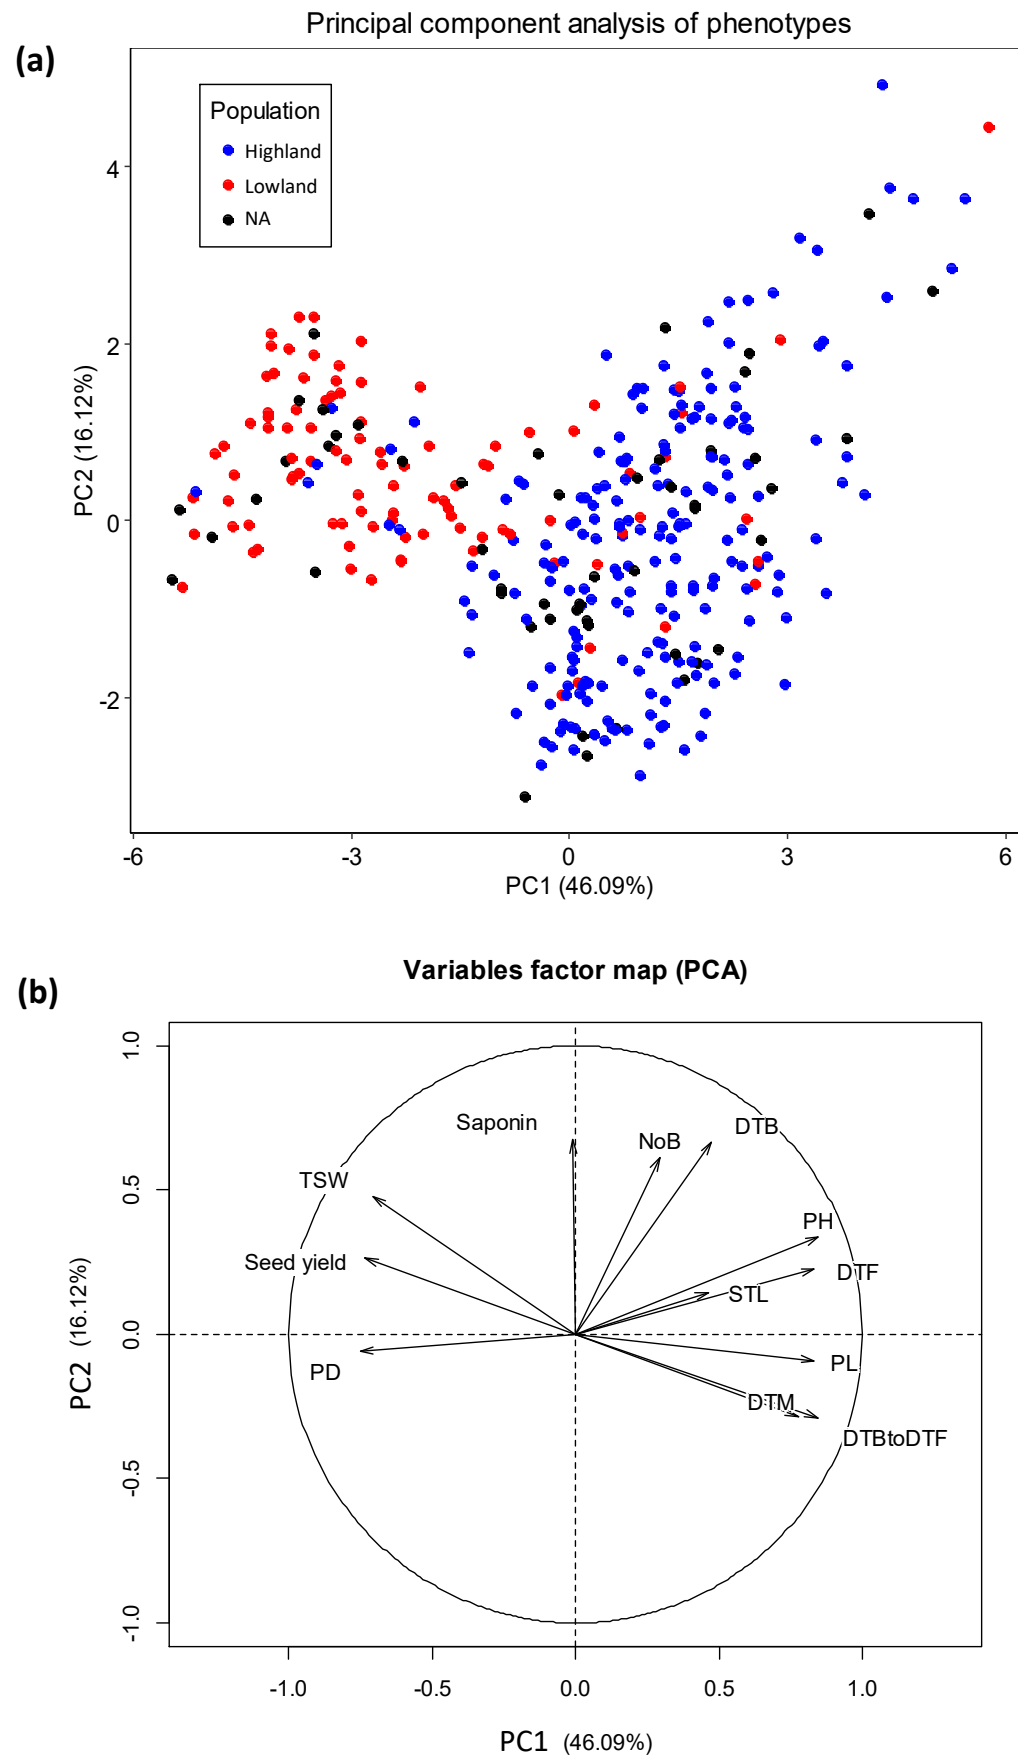 Principal component analysis of phenotypes
(a)
Population
Highland
Lowland
NA
4
2
0
-2
PC2 (16.12%)
-6
-3
0
3
6
PC1 (46.09%)
Variables factor map (PCA)
(b)
1.0
0.5
0.0
-0.5
-1.0
PC2 (16.12%)
Saponin
NoB
DTB
TSW
PH
Seed yield
DTF
STL
PD
PL
DTM
DTBtoDTF
-1.0
-0.5
0.0
0.5
1.0
PC1 (46.09%)